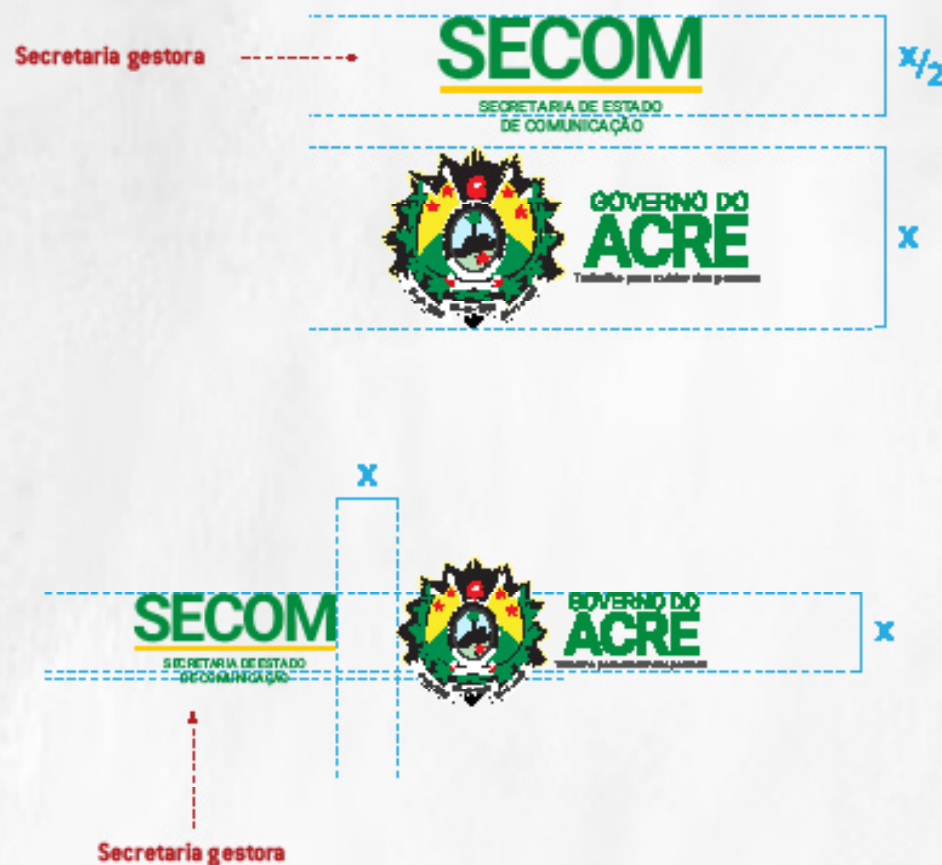 SECOM
Secretaria gestora
x/2
SECRETARIA DE ESTADO
DE COMUNICAÇÃO
GOVERNO DO
ACRE
x
Trabalho para cuidar das pessoas
x
SECOM
GOVERNO DO
ACRE
x
SECRETARIA DE ESTADO
DE COMUNICAÇÃO
Secretaria gestora